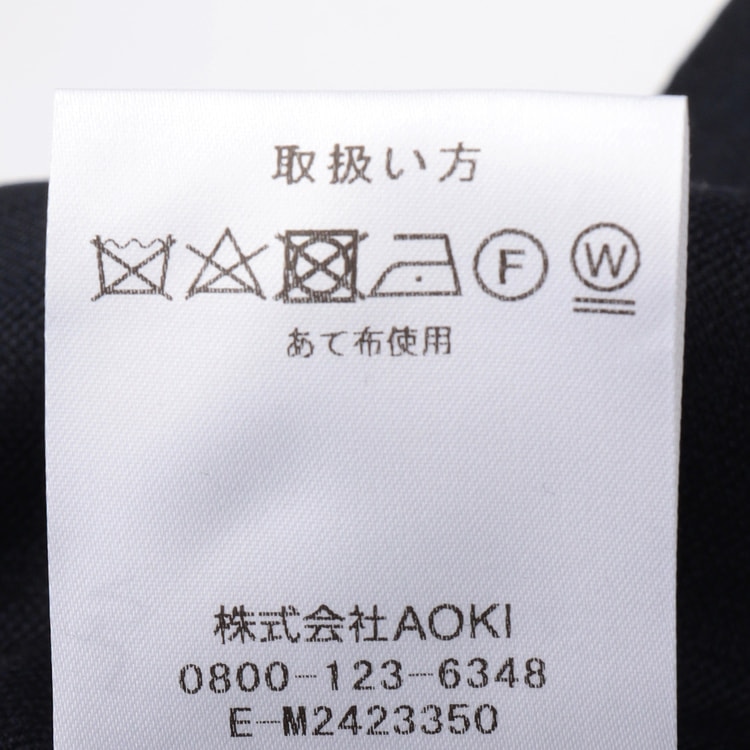 取扱い方
F W
あて布使用
株式会社AOKI
0800-123-6348
E-M2423350